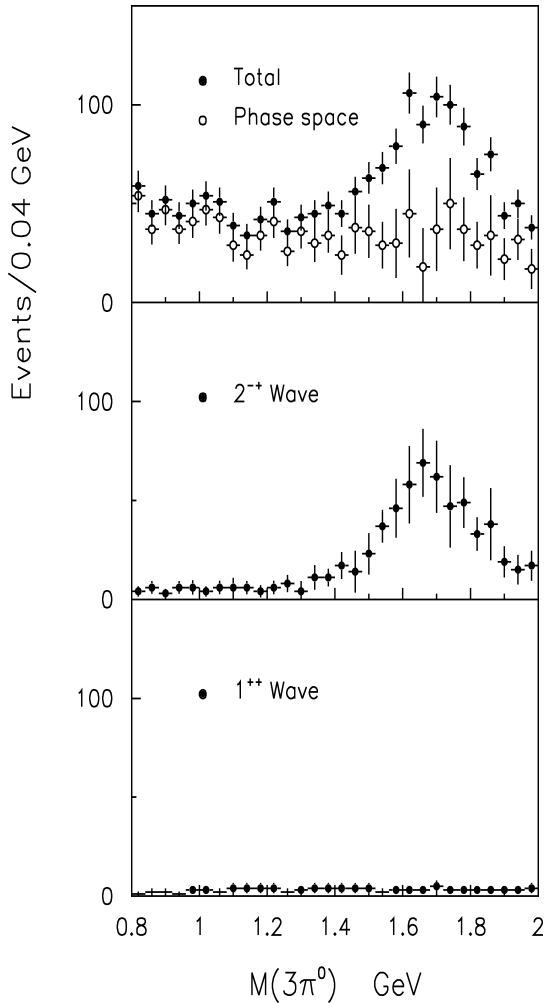 Events/0.04 GeV
100
Total
Phase space
0
100
2⁻⁺ Wave
0
100
1⁺⁺ Wave
0
0.8 1 1.2 1.4 1.6 1.8 2
M(3π⁰) GeV